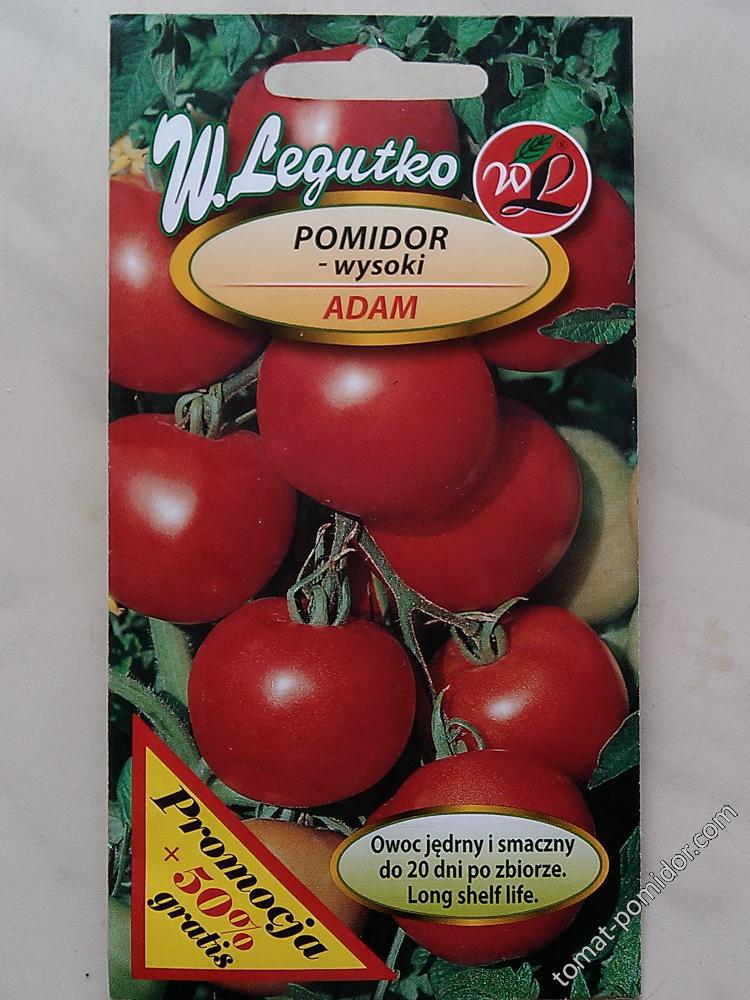 W. Legutko
WL®
POMIDOR
- wysoki
ADAM
Promocja
× 50%
gratis
Owoc jędrny i smaczny
do 20 dni po zbiorze.
Long shelf life.
tomat-pomidor.com